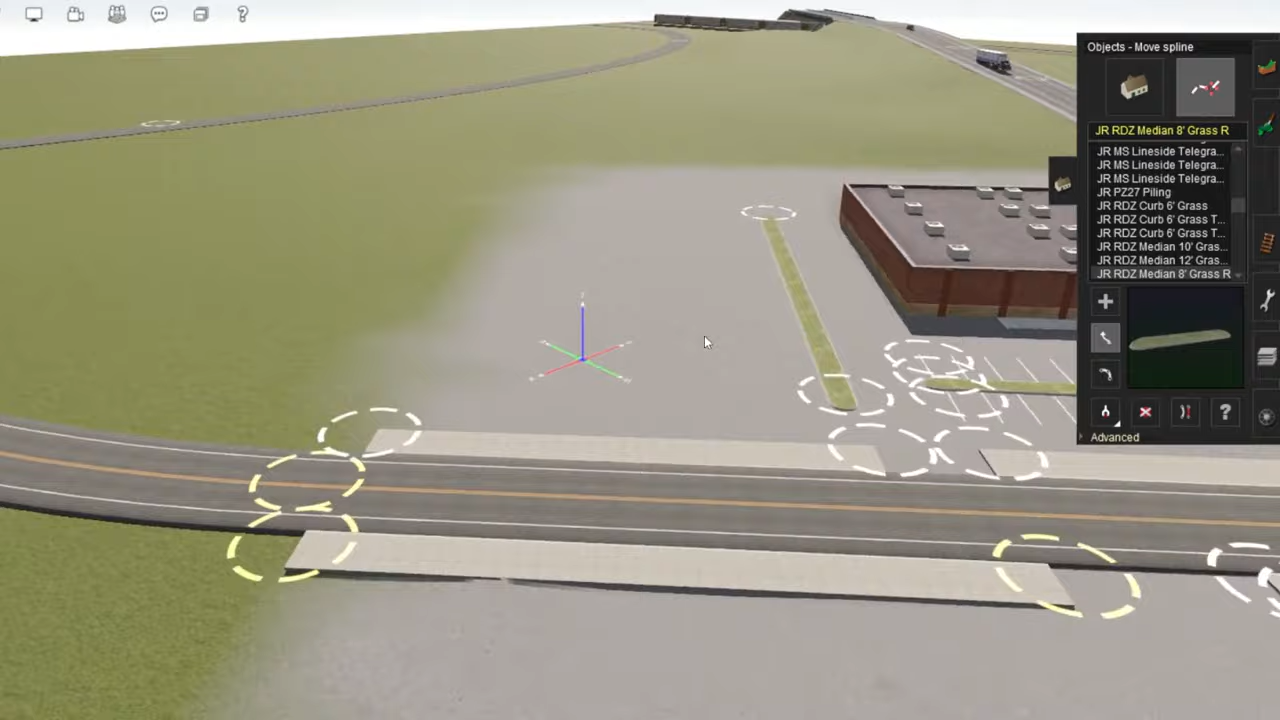 Objects - Move spline
JR RDZ Median 8' Grass R
JR MS Lineside Telegra...
JR MS Lineside Telegra...
JR MS Lineside Telegra...
JR PZ27 Piling
JR RDZ Curb 6' Grass
JR RDZ Curb 6' Grass T...
JR RDZ Curb 6' Grass T...
JR RDZ Median 10' Gras...
JR RDZ Median 12' Gras...
JR RDZ Median 8' Grass R
Advanced